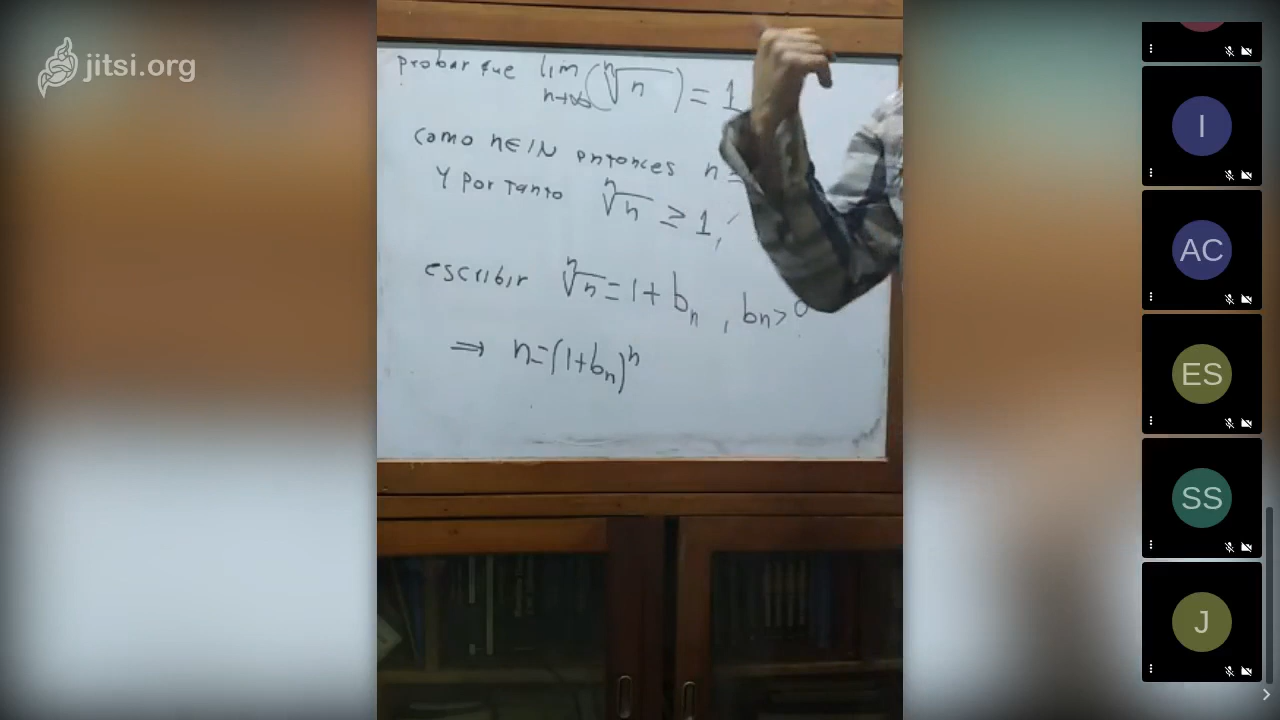 jitsi.org
probar que lim n→∞ (ⁿ√n) = 1
como n∈ℕ entonces n ≥
Y por tanto ⁿ√n ≥ 1,
escribir ⁿ√n = 1 + bₙ , bn > 0
⇒ n = (1+bₙ)ⁿ
I
AC
ES
SS
J